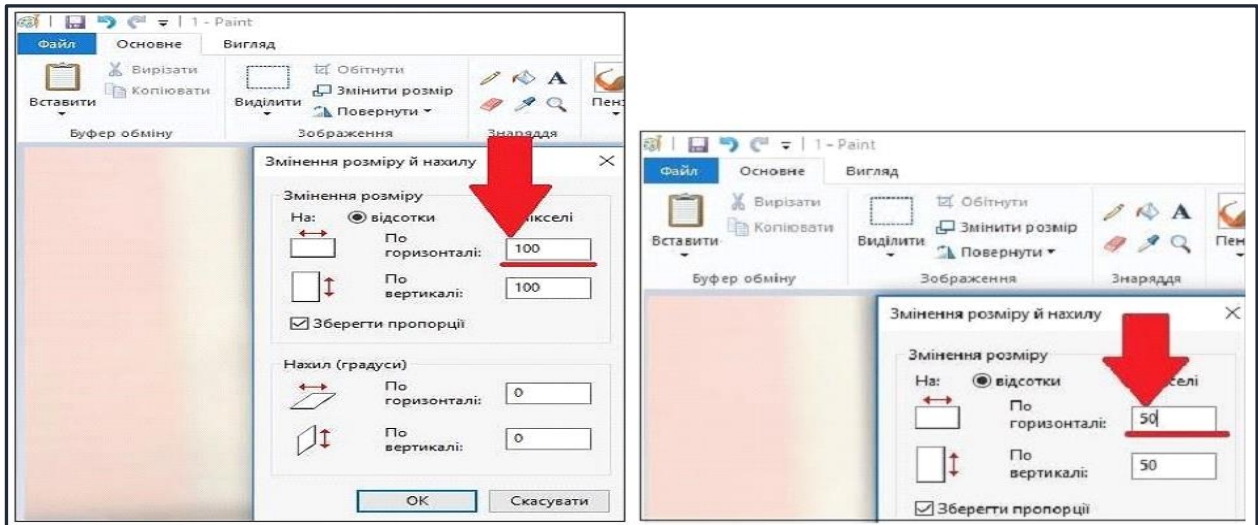 1 - Paint
Файл Основне Вигляд
Вставити
Вирізати
Копіювати
Буфер обміну
Виділити
Обітнути
Змінити розмір
Повернути
Зображення
A
Знаряддя
Змінення розміру й нахилу
Змінення розміру
На: відсотки
По горизонталі: 100
По вертикалі: 100
Зберегти пропорції
Нахил (градуси)
По горизонталі: 0
По вертикалі: 0
OK Скасувати
1 - Paint
Файл Основне Вигляд
Вставити
Вирізати
Копіювати
Буфер обміну
Виділити
Обітнути
Змінити розмір
Повернути
Зображення
A
Знаряддя
Змінення розміру й нахилу
Змінення розміру
На: відсотки
По горизонталі: 50
По вертикалі: 50
Зберегти пропорції